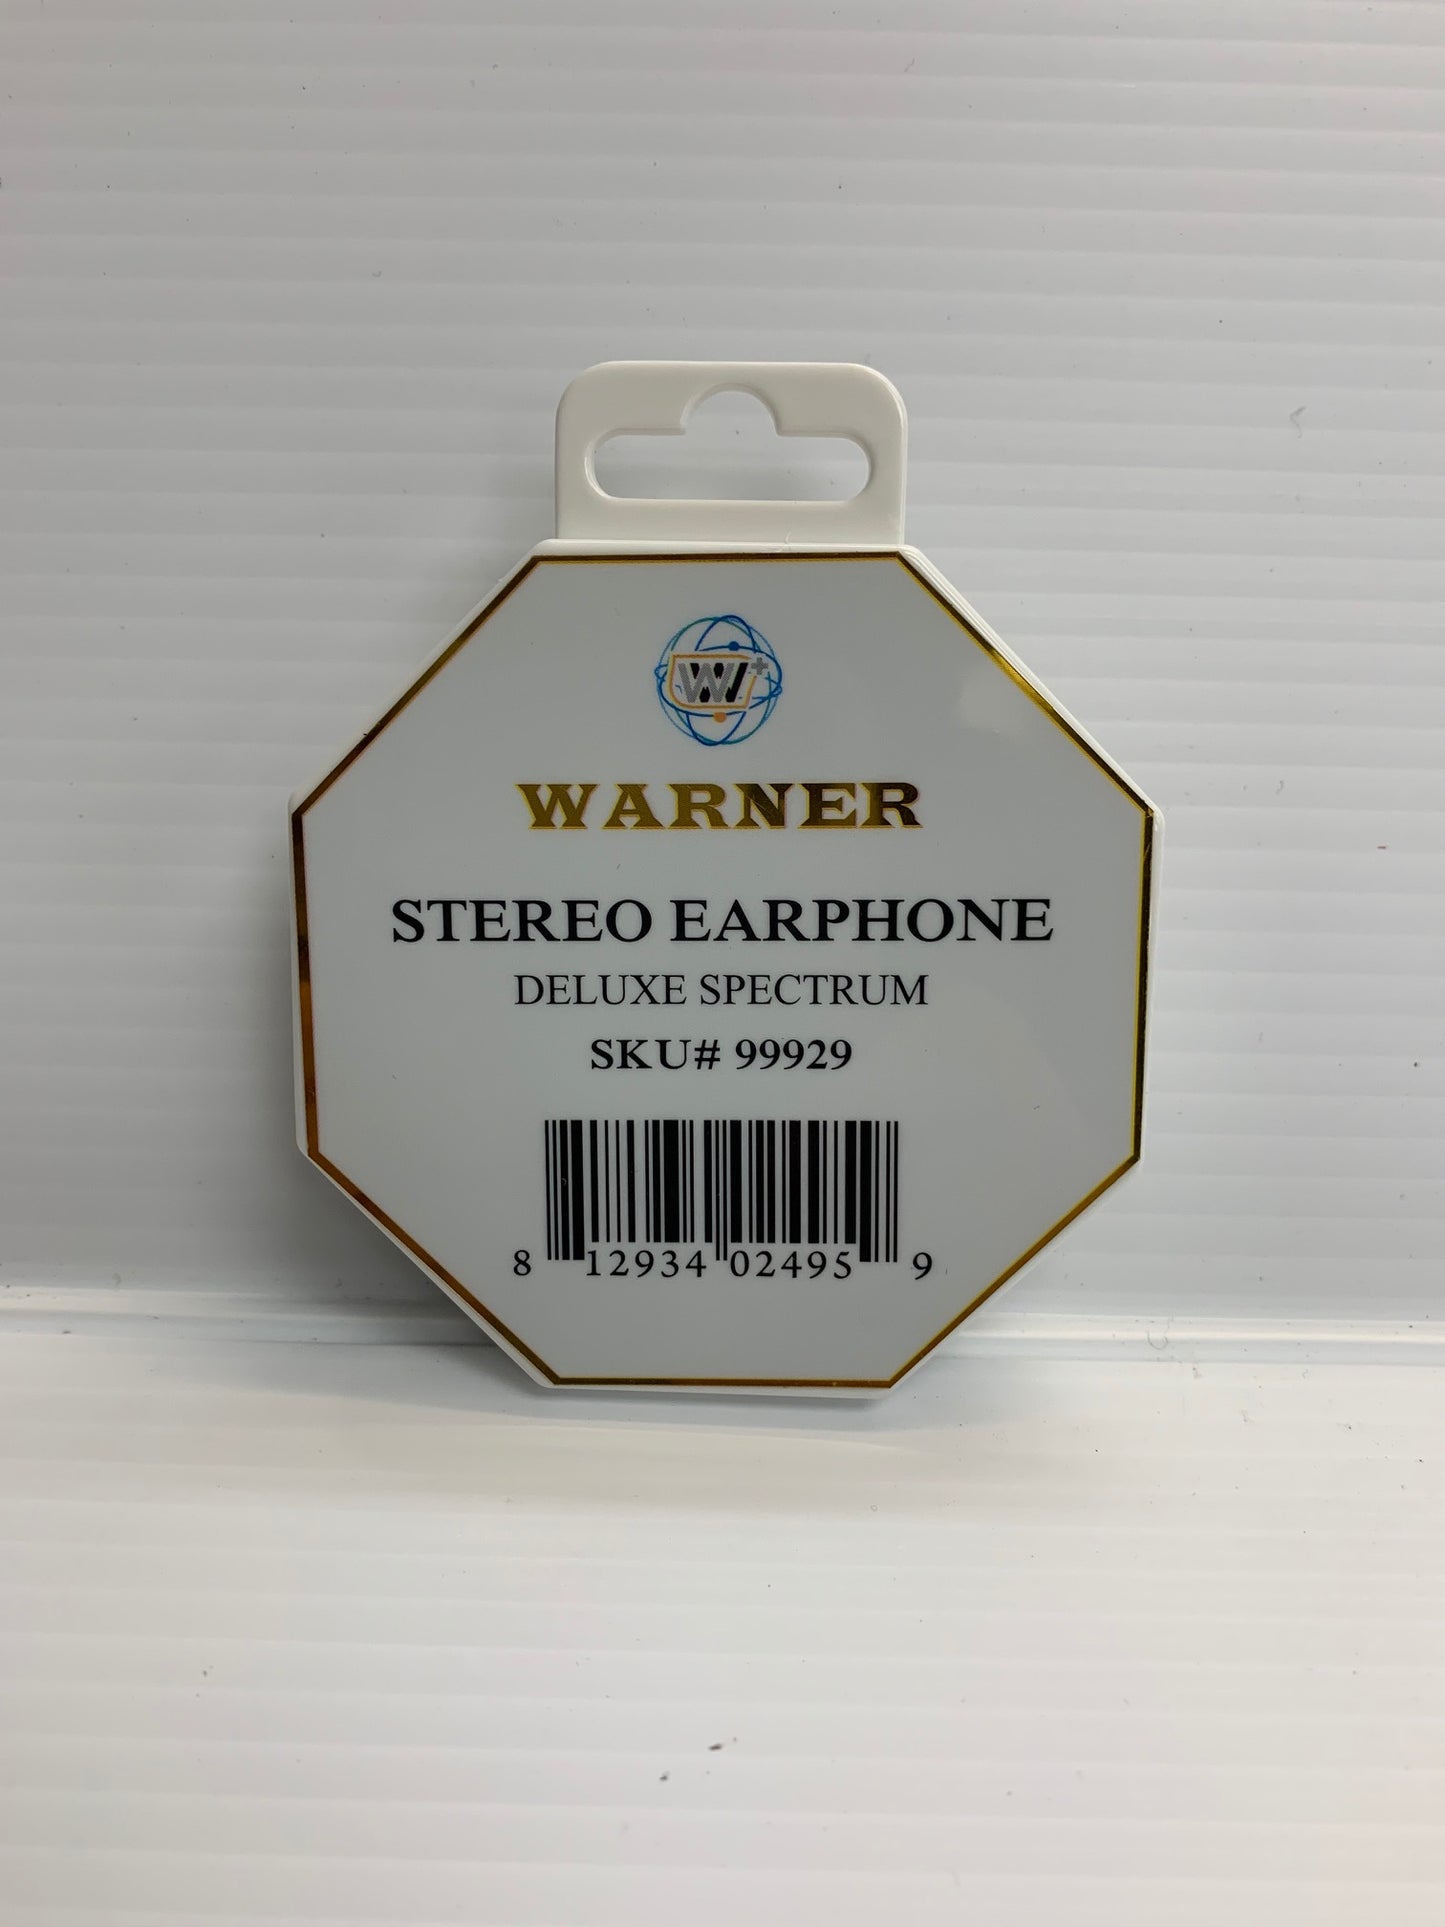 W+
WARNER
STEREO EARPHONE
DELUXE SPECTRUM
SKU# 99929
8 12934 02495 9